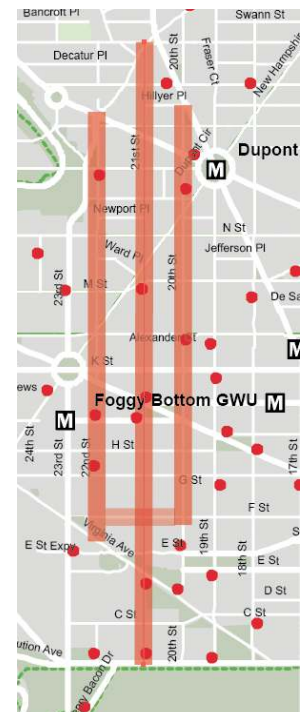 Bancroft Pl
Swann St
20th St
Fraser Ct
New Hampshire
Decatur Pl
Hillyer Pl
21st St
Dupont Cir
Dupont
M
Newport Pl
N St
Ward Pl
Jefferson Pl
20th St
23rd St
M St
De Sa
Alexander St
M
K St
ews
Foggy Bottom GWU M
M
24th St
23rd St
22nd St
H St
17th St
G St
F St
Virginia Ave
19th St
E St Expy
E St
18th St
E St
D St
C St
C St
ution Ave
20th St
ry Bacon Dr